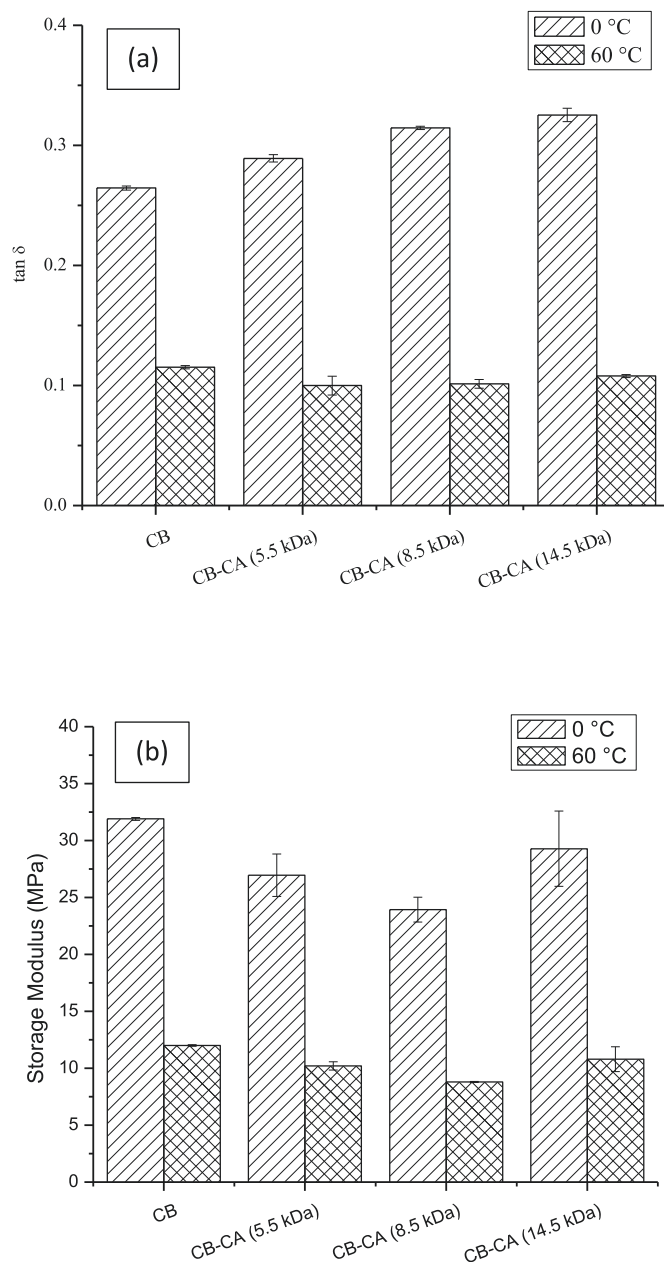 (a)
0 °C
60 °C
0.4
0.3
0.2
0.1
0.0
tan δ
CB
CB-CA (5.5 kDa)
CB-CA (8.5 kDa)
CB-CA (14.5 kDa)
(b)
0 °C
60 °C
40
35
30
25
20
15
10
5
0
Storage Modulus (MPa)
CB
CB-CA (5.5 kDa)
CB-CA (8.5 kDa)
CB-CA (14.5 kDa)